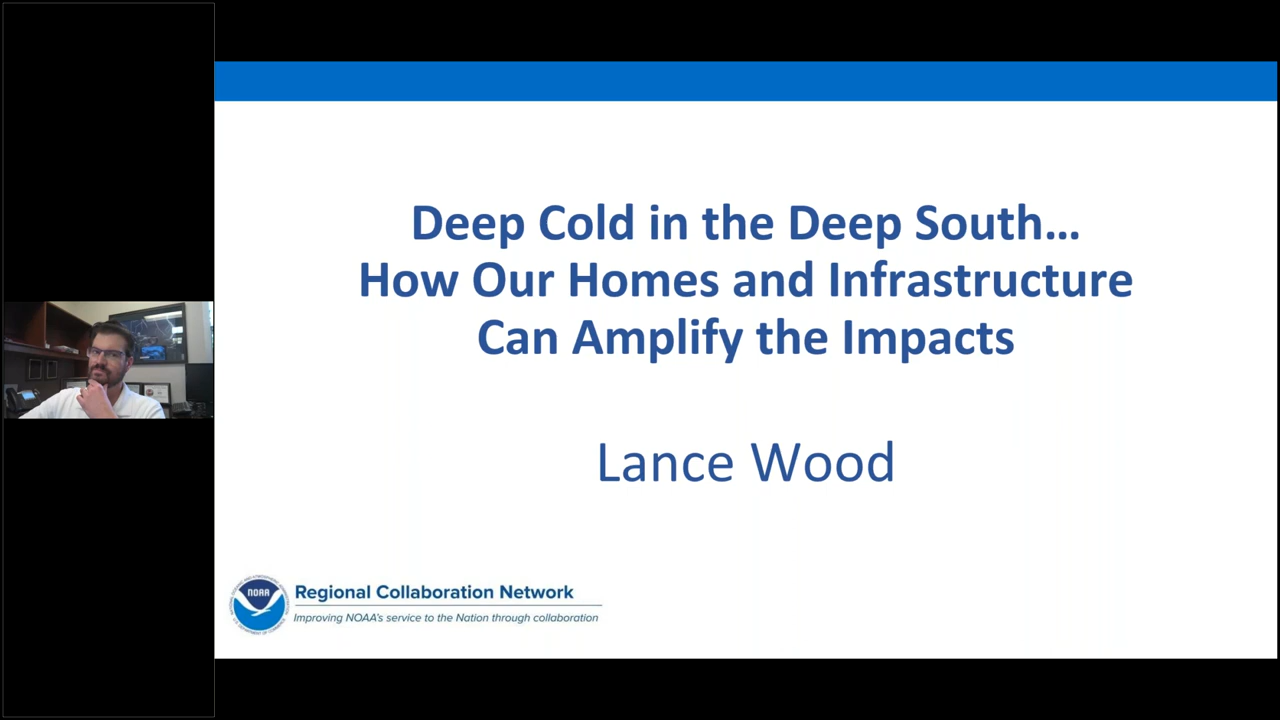 Deep Cold in the Deep South...
How Our Homes and Infrastructure
Can Amplify the Impacts
Lance Wood
NOAA
Regional Collaboration Network
Improving NOAA's service to the Nation through collaboration